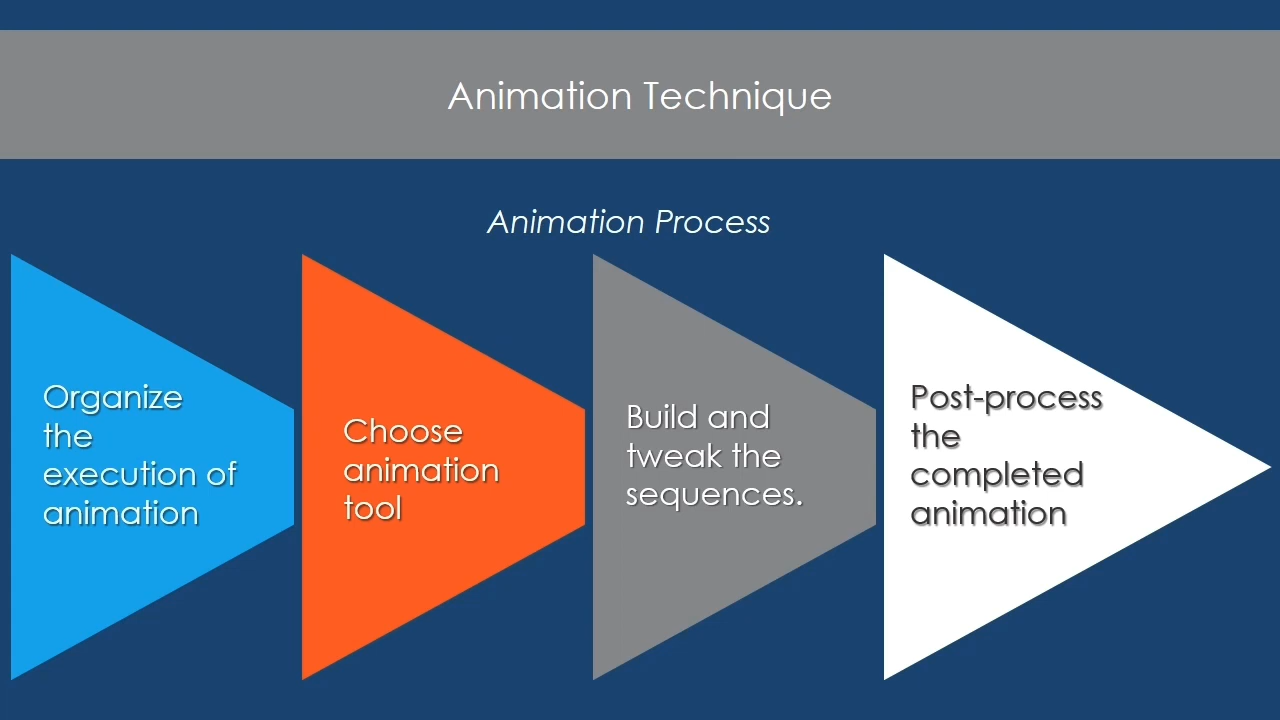 Animation Technique
Animation Process
Organize
the
execution of
animation
Choose
animation
tool
Build and
tweak the
sequences.
Post-process
the
completed
animation